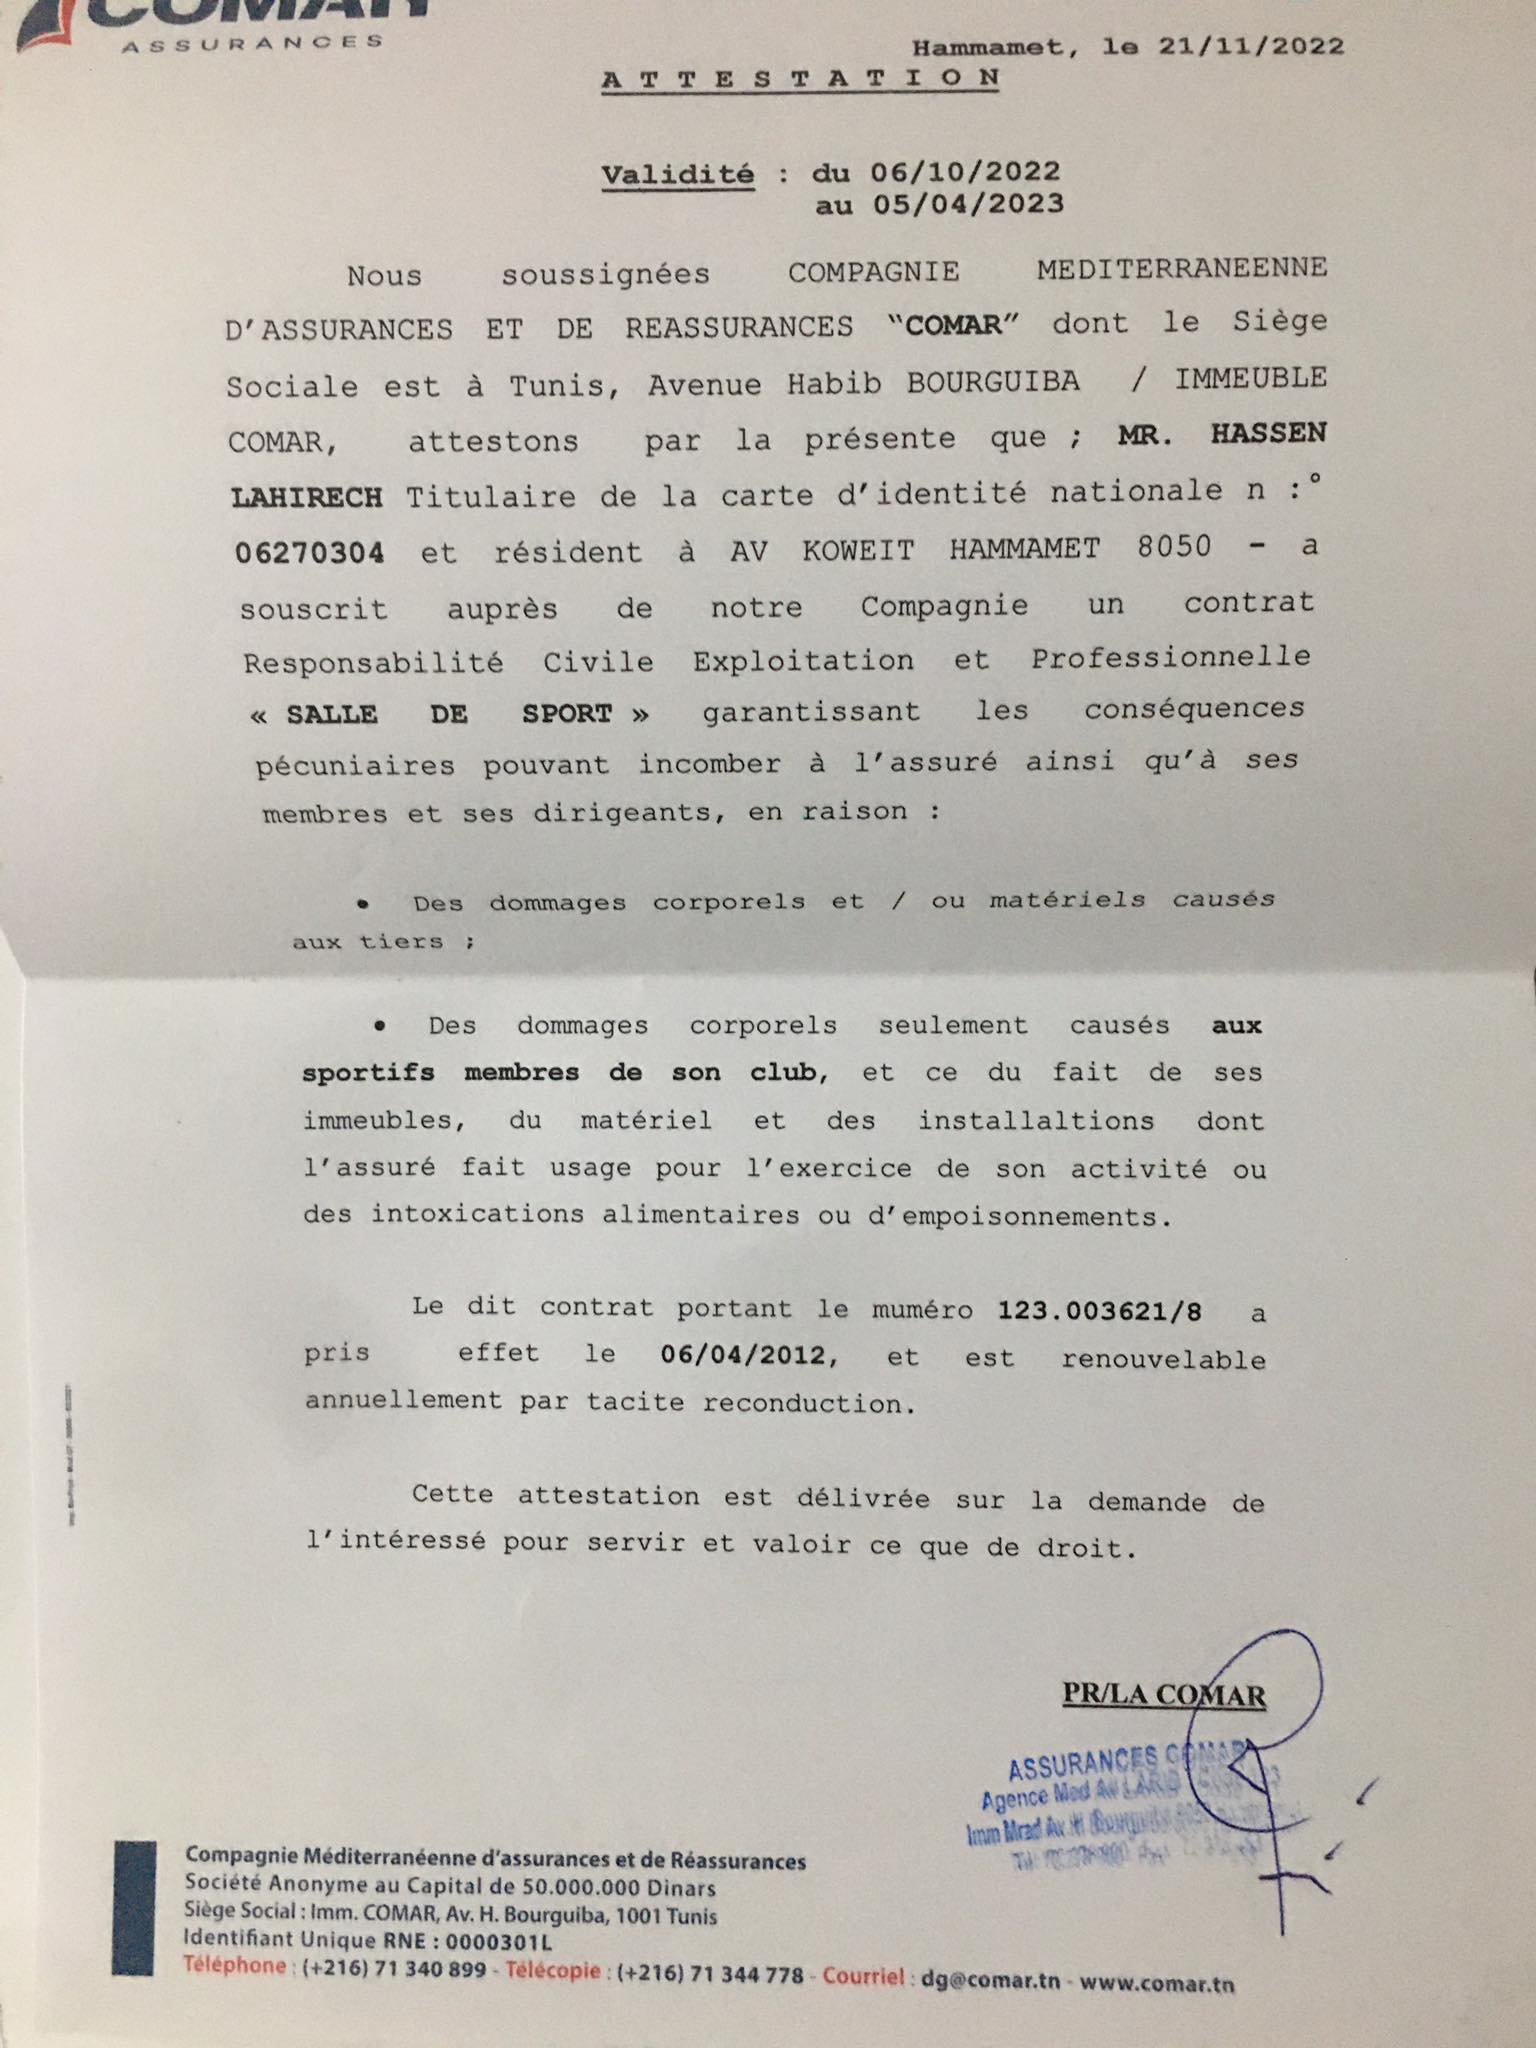 COMAR
ASSURANCES
Hammamet, le 21/11/2022
ATTESTATION
Validité : du 06/10/2022
au 05/04/2023
Nous soussignées COMPAGNIE MEDITERRANEENNE
D'ASSURANCES ET DE REASSURANCES "COMAR" dont le Siège
Sociale est à Tunis, Avenue Habib BOURGUIBA / IMMEUBLE
COMAR, attestons par la présente que ; MR. HASSEN
LAHIRECH Titulaire de la carte d'identité nationale n :°
06270304 et résident à AV KOWEIT HAMMAMET 8050 - a
souscrit auprès de notre Compagnie un contrat
Responsabilité Civile Exploitation et Professionnelle
« SALLE DE SPORT » garantissant les conséquences
pécuniaires pouvant incomber à l'assuré ainsi qu'à ses
membres et ses dirigeants, en raison :
• Des dommages corporels et / ou matériels causés
aux tiers ;
• Des dommages corporels seulement causés aux
sportifs membres de son club, et ce du fait de ses
immeubles, du matériel et des installaltions dont
l'assuré fait usage pour l'exercice de son activité ou
des intoxications alimentaires ou d'empoisonnements.
Le dit contrat portant le muméro 123.003621/8 a
pris effet le 06/04/2012, et est renouvelable
annuellement par tacite reconduction.
Cette attestation est délivrée sur la demande de
l'intéressé pour servir et valoir ce que de droit.
PR/LA COMAR
ASSURANCES COMAR
Agence Med Ali
Imm Mrad Av. H. Bourguiba
Compagnie Méditerranéenne d'assurances et de Réassurances
Société Anonyme au Capital de 50.000.000 Dinars
Siège Social : Imm. COMAR, Av. H. Bourguiba, 1001 Tunis
Identifiant Unique RNE : 0000301L
Téléphone : (+216) 71 340 899 - Télécopie : (+216) 71 344 778 - Courriel : dg@comar.tn - www.comar.tn